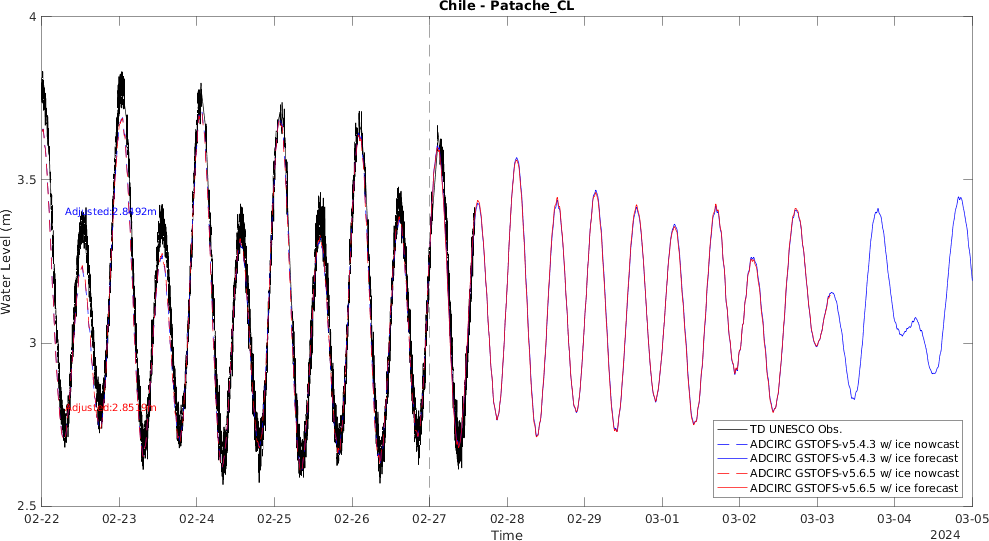 Chile - Patache_CL
4
3.5
3
2.5
Water Level (m)
Adjusted:2.8492m
Adjusted:2.8519m
TD UNESCO Obs.
ADCIRC GSTOFS-v5.4.3 w/ ice nowcast
ADCIRC GSTOFS-v5.4.3 w/ ice forecast
ADCIRC GSTOFS-v5.6.5 w/ ice nowcast
ADCIRC GSTOFS-v5.6.5 w/ ice forecast
02-22 02-23 02-24 02-25 02-26 02-27 02-28 02-29 03-01 03-02 03-03 03-04 03-05
Time
2024